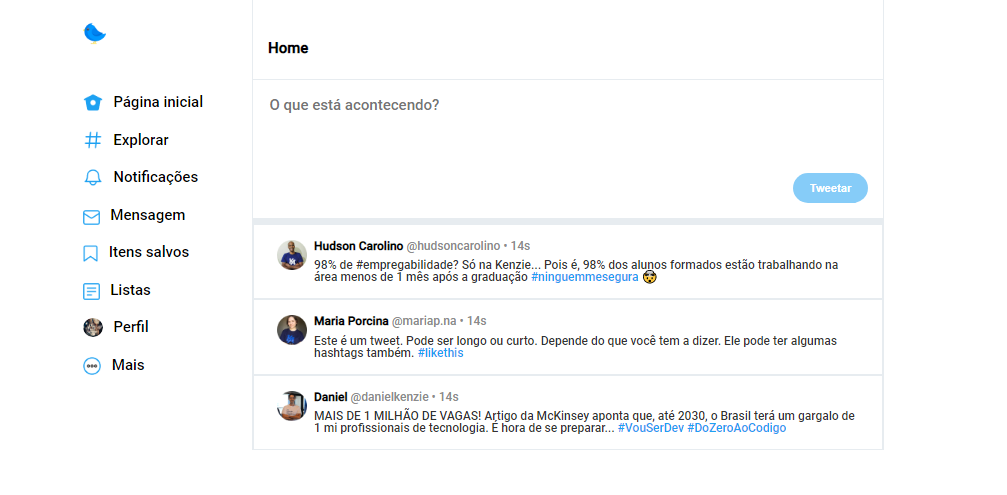 Home
Página inicial
Explorar
Notificações
Mensagem
Itens salvos
Listas
Perfil
Mais
O que está acontecendo?
Tweetar
Hudson Carolino @hudsoncarolino • 14s
98% de #empregabilidade? Só na Kenzie... Pois é, 98% dos alunos formados estão trabalhando na
área menos de 1 mês após a graduação #ninguemmesegura 🤯
Maria Porcina @mariap.na • 14s
Este é um tweet. Pode ser longo ou curto. Depende do que você tem a dizer. Ele pode ter algumas
hashtags também. #likethis
Daniel @danielkenzie • 14s
MAIS DE 1 MILHÃO DE VAGAS! Artigo da McKinsey aponta que, até 2030, o Brasil terá um gargalo de
1 mi profissionais de tecnologia. É hora de se preparar... #VouSerDev #DoZeroAoCodigo